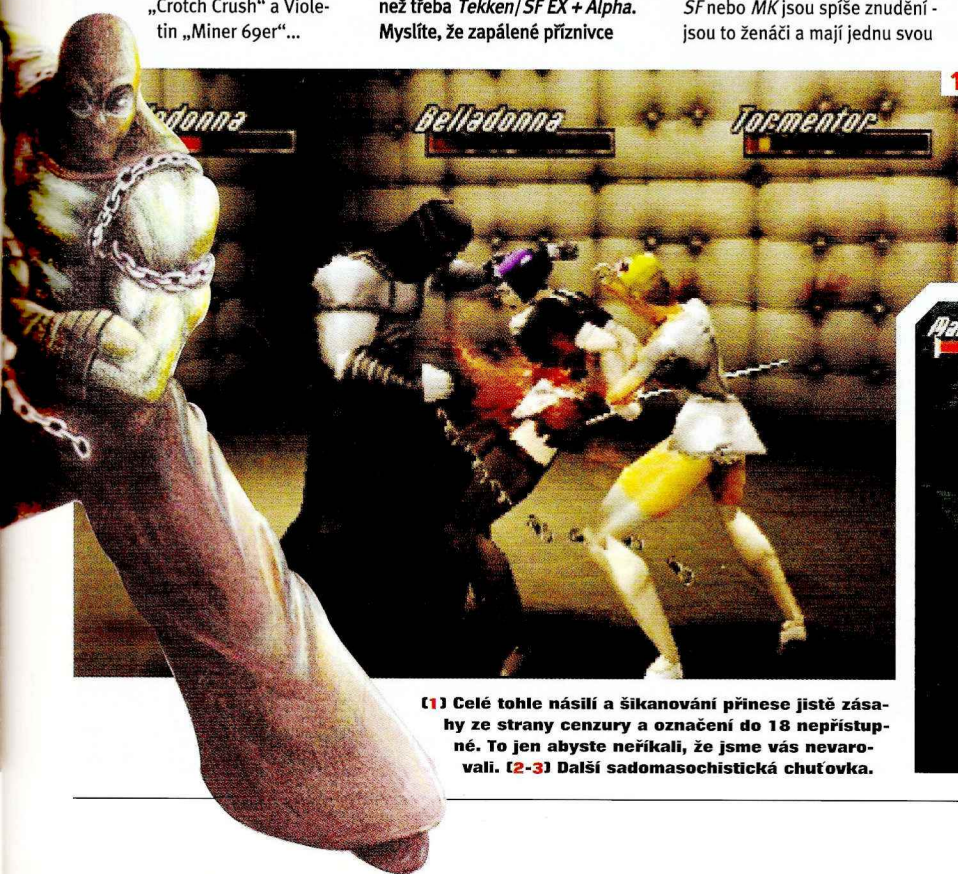 „Crotch Crush“ a Viole-
tin „Miner 69er“...
než třeba Tekken/SF EX + Alpha.
Myslíte, že zapálené příznivce
SF nebo MK jsou spíše znudění -
jsou to ženáči a mají jednu svou
1
Belladonna
Tormentor
(1) Celé tohle násilí a šikanování přinese jistě zása-
hy ze strany cenzury a označení do 18 nepřístup-
né. To jen abyste neříkali, že jsme vás nevaro-
vali. (2-3) Další sadomasochistická chuťovka.